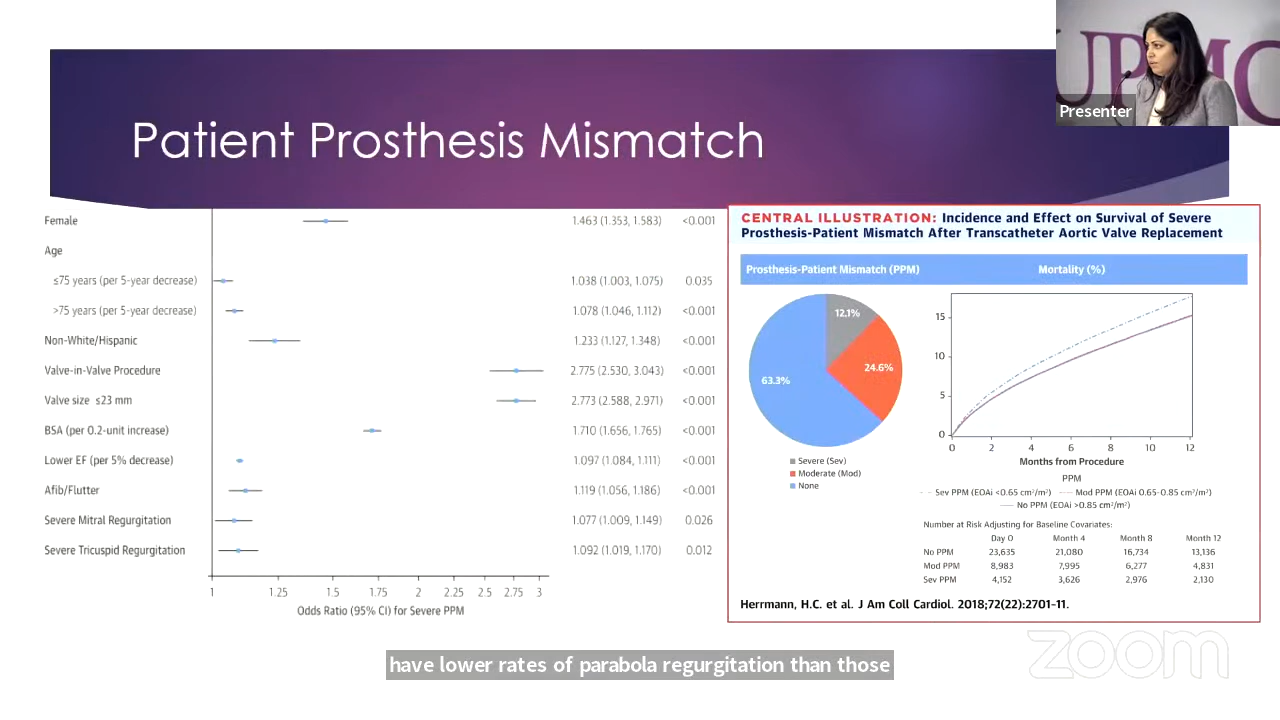 UPMC
Presenter
Patient Prosthesis Mismatch
Female 1.463 (1.353, 1.583) <0.001
Age
≤75 years (per 5-year decrease) 1.038 (1.003, 1.075) 0.035
>75 years (per 5-year decrease) 1.078 (1.046, 1.112) <0.001
Non-White/Hispanic 1.233 (1.127, 1.348) <0.001
Valve-in-Valve Procedure 2.775 (2.530, 3.043) <0.001
Valve size ≤23 mm 2.773 (2.588, 2.971) <0.001
BSA (per 0.2-unit increase) 1.710 (1.656, 1.765) <0.001
Lower EF (per 5% decrease) 1.097 (1.084, 1.111) <0.001
Afib/Flutter 1.119 (1.056, 1.186) <0.001
Severe Mitral Regurgitation 1.077 (1.009, 1.149) 0.026
Severe Tricuspid Regurgitation 1.092 (1.019, 1.170) 0.012
1 1.25 1.5 1.75 2 2.25 2.5 2.75 3
Odds Ratio (95% CI) for Severe PPM
CENTRAL ILLUSTRATION: Incidence and Effect on Survival of Severe
Prosthesis-Patient Mismatch After Transcatheter Aortic Valve Replacement
Prosthesis-Patient Mismatch (PPM) Mortality (%)
12.1%
24.6%
63.3%
Severe (Sev)
Moderate (Mod)
None
15
10
5
0
0 2 4 6 8 10 12
Months from Procedure
PPM
Sev PPM (EOAi <0.65 cm²/m²) Mod PPM (EOAi 0.65-0.85 cm²/m²)
No PPM (EOAi >0.85 cm²/m²)
Number at Risk Adjusting for Baseline Covariates:
Day 0 Month 4 Month 8 Month 12
No PPM 23,635 21,080 16,734 13,136
Mod PPM 8,983 7,995 6,277 4,831
Sev PPM 4,152 3,626 2,976 2,130
Herrmann, H.C. et al. J Am Coll Cardiol. 2018;72(22):2701-11.
zoom
have lower rates of parabola regurgitation than those